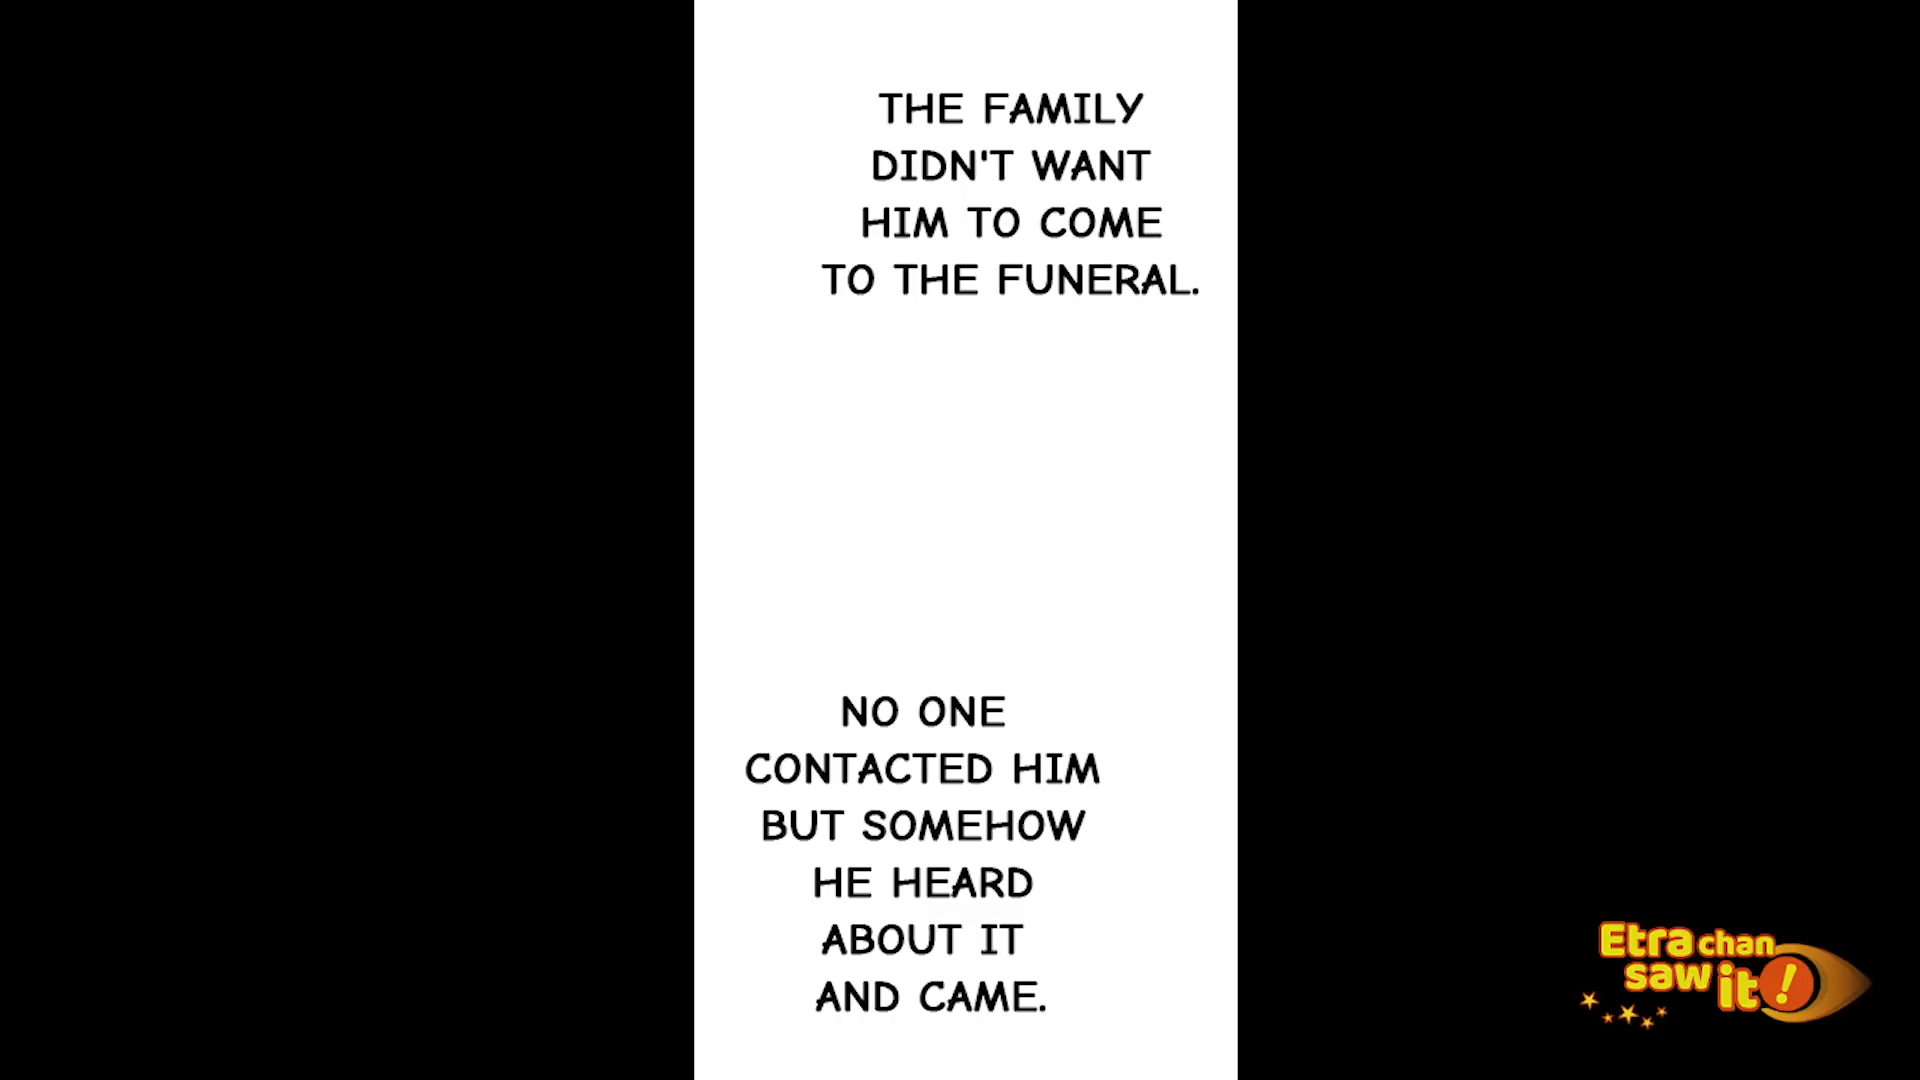 THE FAMILY
DIDN'T WANT
HIM TO COME
TO THE FUNERAL.
NO ONE
CONTACTED HIM
BUT SOMEHOW
HE HEARD
ABOUT IT
AND CAME.
Etra chan
saw it!